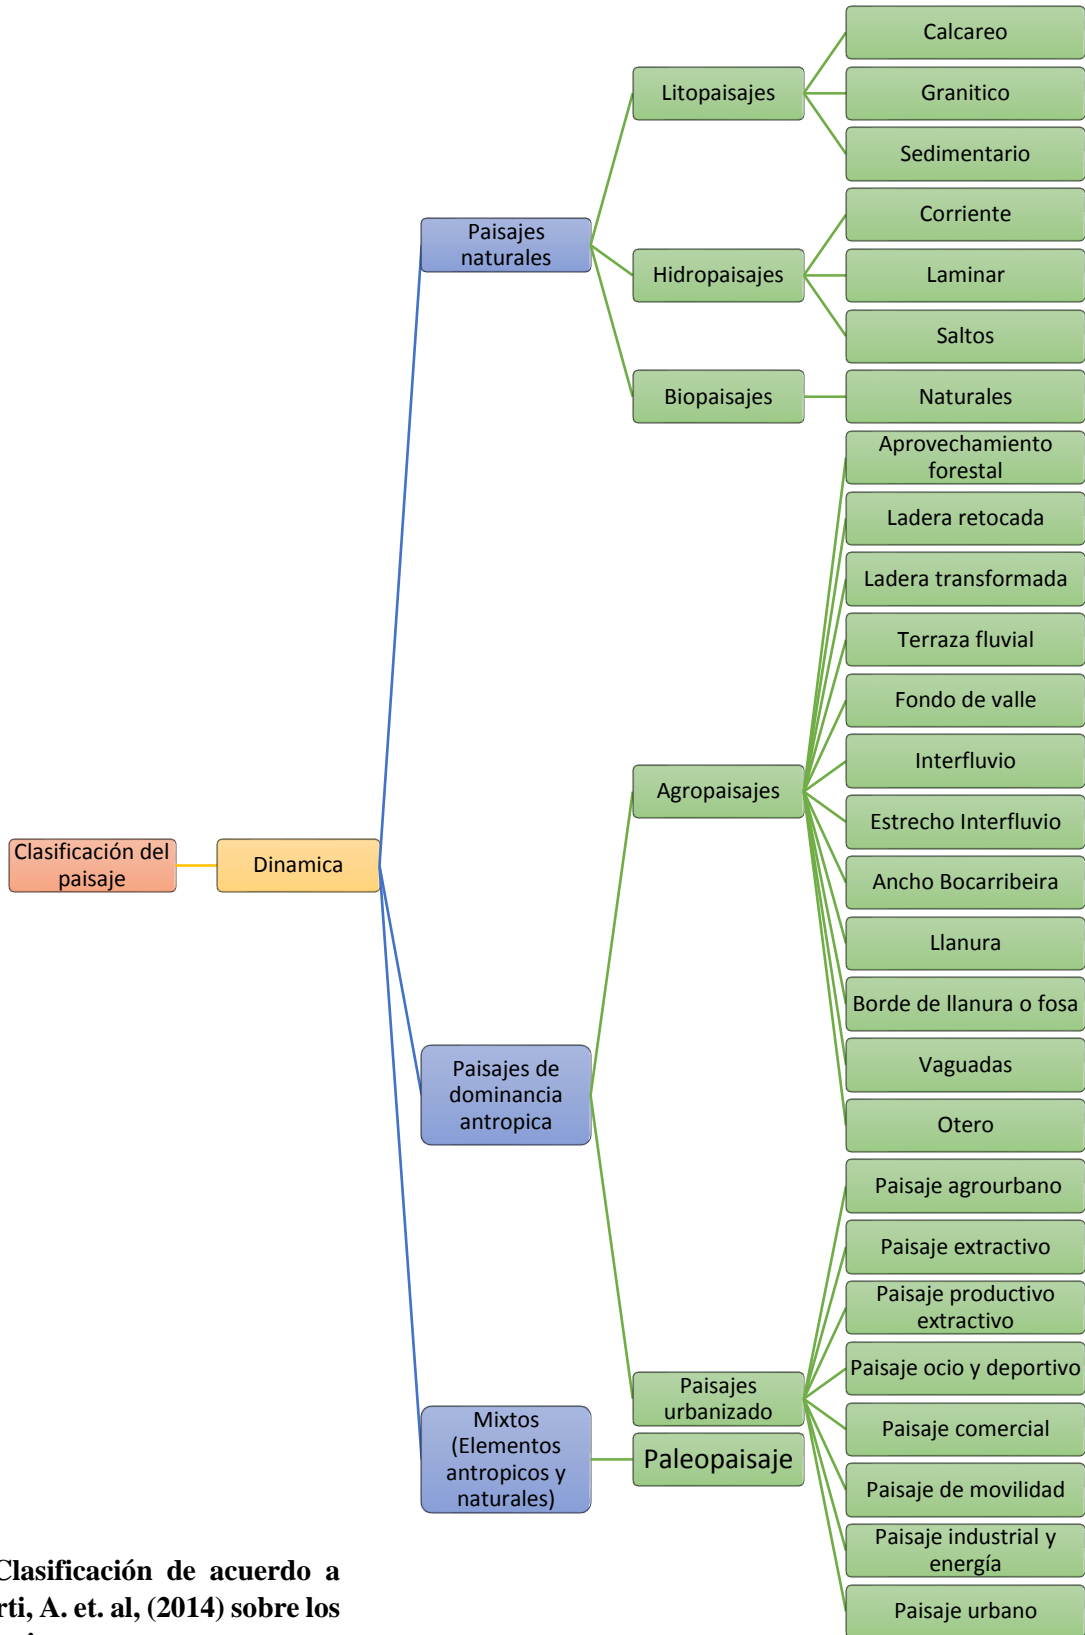 Clasificación del
paisaje
Dinamica
Paisajes
naturales
Litopaisajes
Calcareo
Granitico
Sedimentario
Hidropaisajes
Corriente
Laminar
Saltos
Biopaisajes
Naturales
Paisajes de
dominancia
antropica
Agropaisajes
Aprovechamiento
forestal
Ladera retocada
Ladera transformada
Terraza fluvial
Fondo de valle
Interfluvio
Estrecho Interfluvio
Ancho Bocarribeira
Llanura
Borde de llanura o fosa
Vaguadas
Otero
Paisajes
urbanizado
Paisaje agrourbano
Paisaje extractivo
Paisaje productivo
extractivo
Paisaje ocio y deportivo
Paisaje comercial
Paisaje de movilidad
Paisaje industrial y
energía
Paisaje urbano
Mixtos
(Elementos
antropicos y
naturales)
Paleopaisaje
Clasificación de acuerdo a
rti, A. et. al, (2014) sobre los